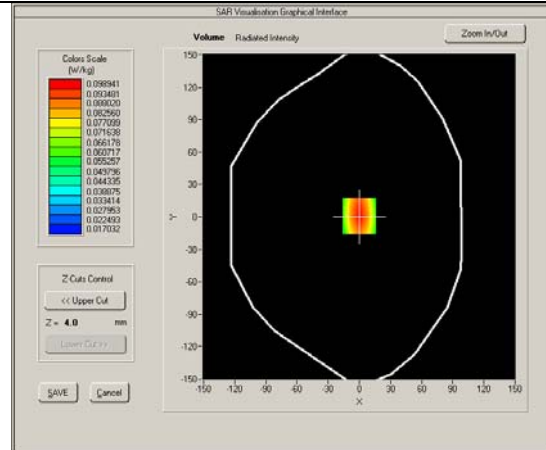 SAR Visualisation Graphical Interface
Volume Radiated Intensity
Zoom In/Out
Colors Scale
(W/kg)
0.098941
0.093481
0.088020
0.082560
0.077099
0.071638
0.066178
0.060717
0.055257
0.049796
0.044335
0.038875
0.033414
0.027953
0.022493
0.017032
Z Cuts Control
<< Upper Cut
Z = 4.0 mm
Lower Cut >>
SAVE Cancel
Y
150
120
90
60
30
0
-30
-60
-90
-120
-150
-150 -120 -90 -60 -30 0 30 60 90 120 150
X